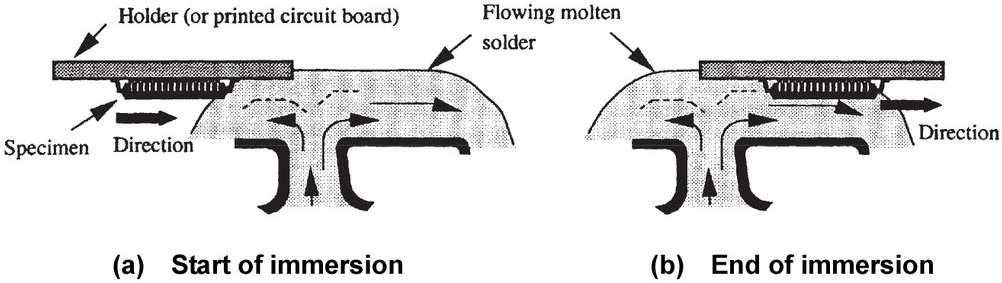 Holder (or printed circuit board)
Flowing molten
solder
Specimen
Direction
Direction
(a) Start of immersion
(b) End of immersion